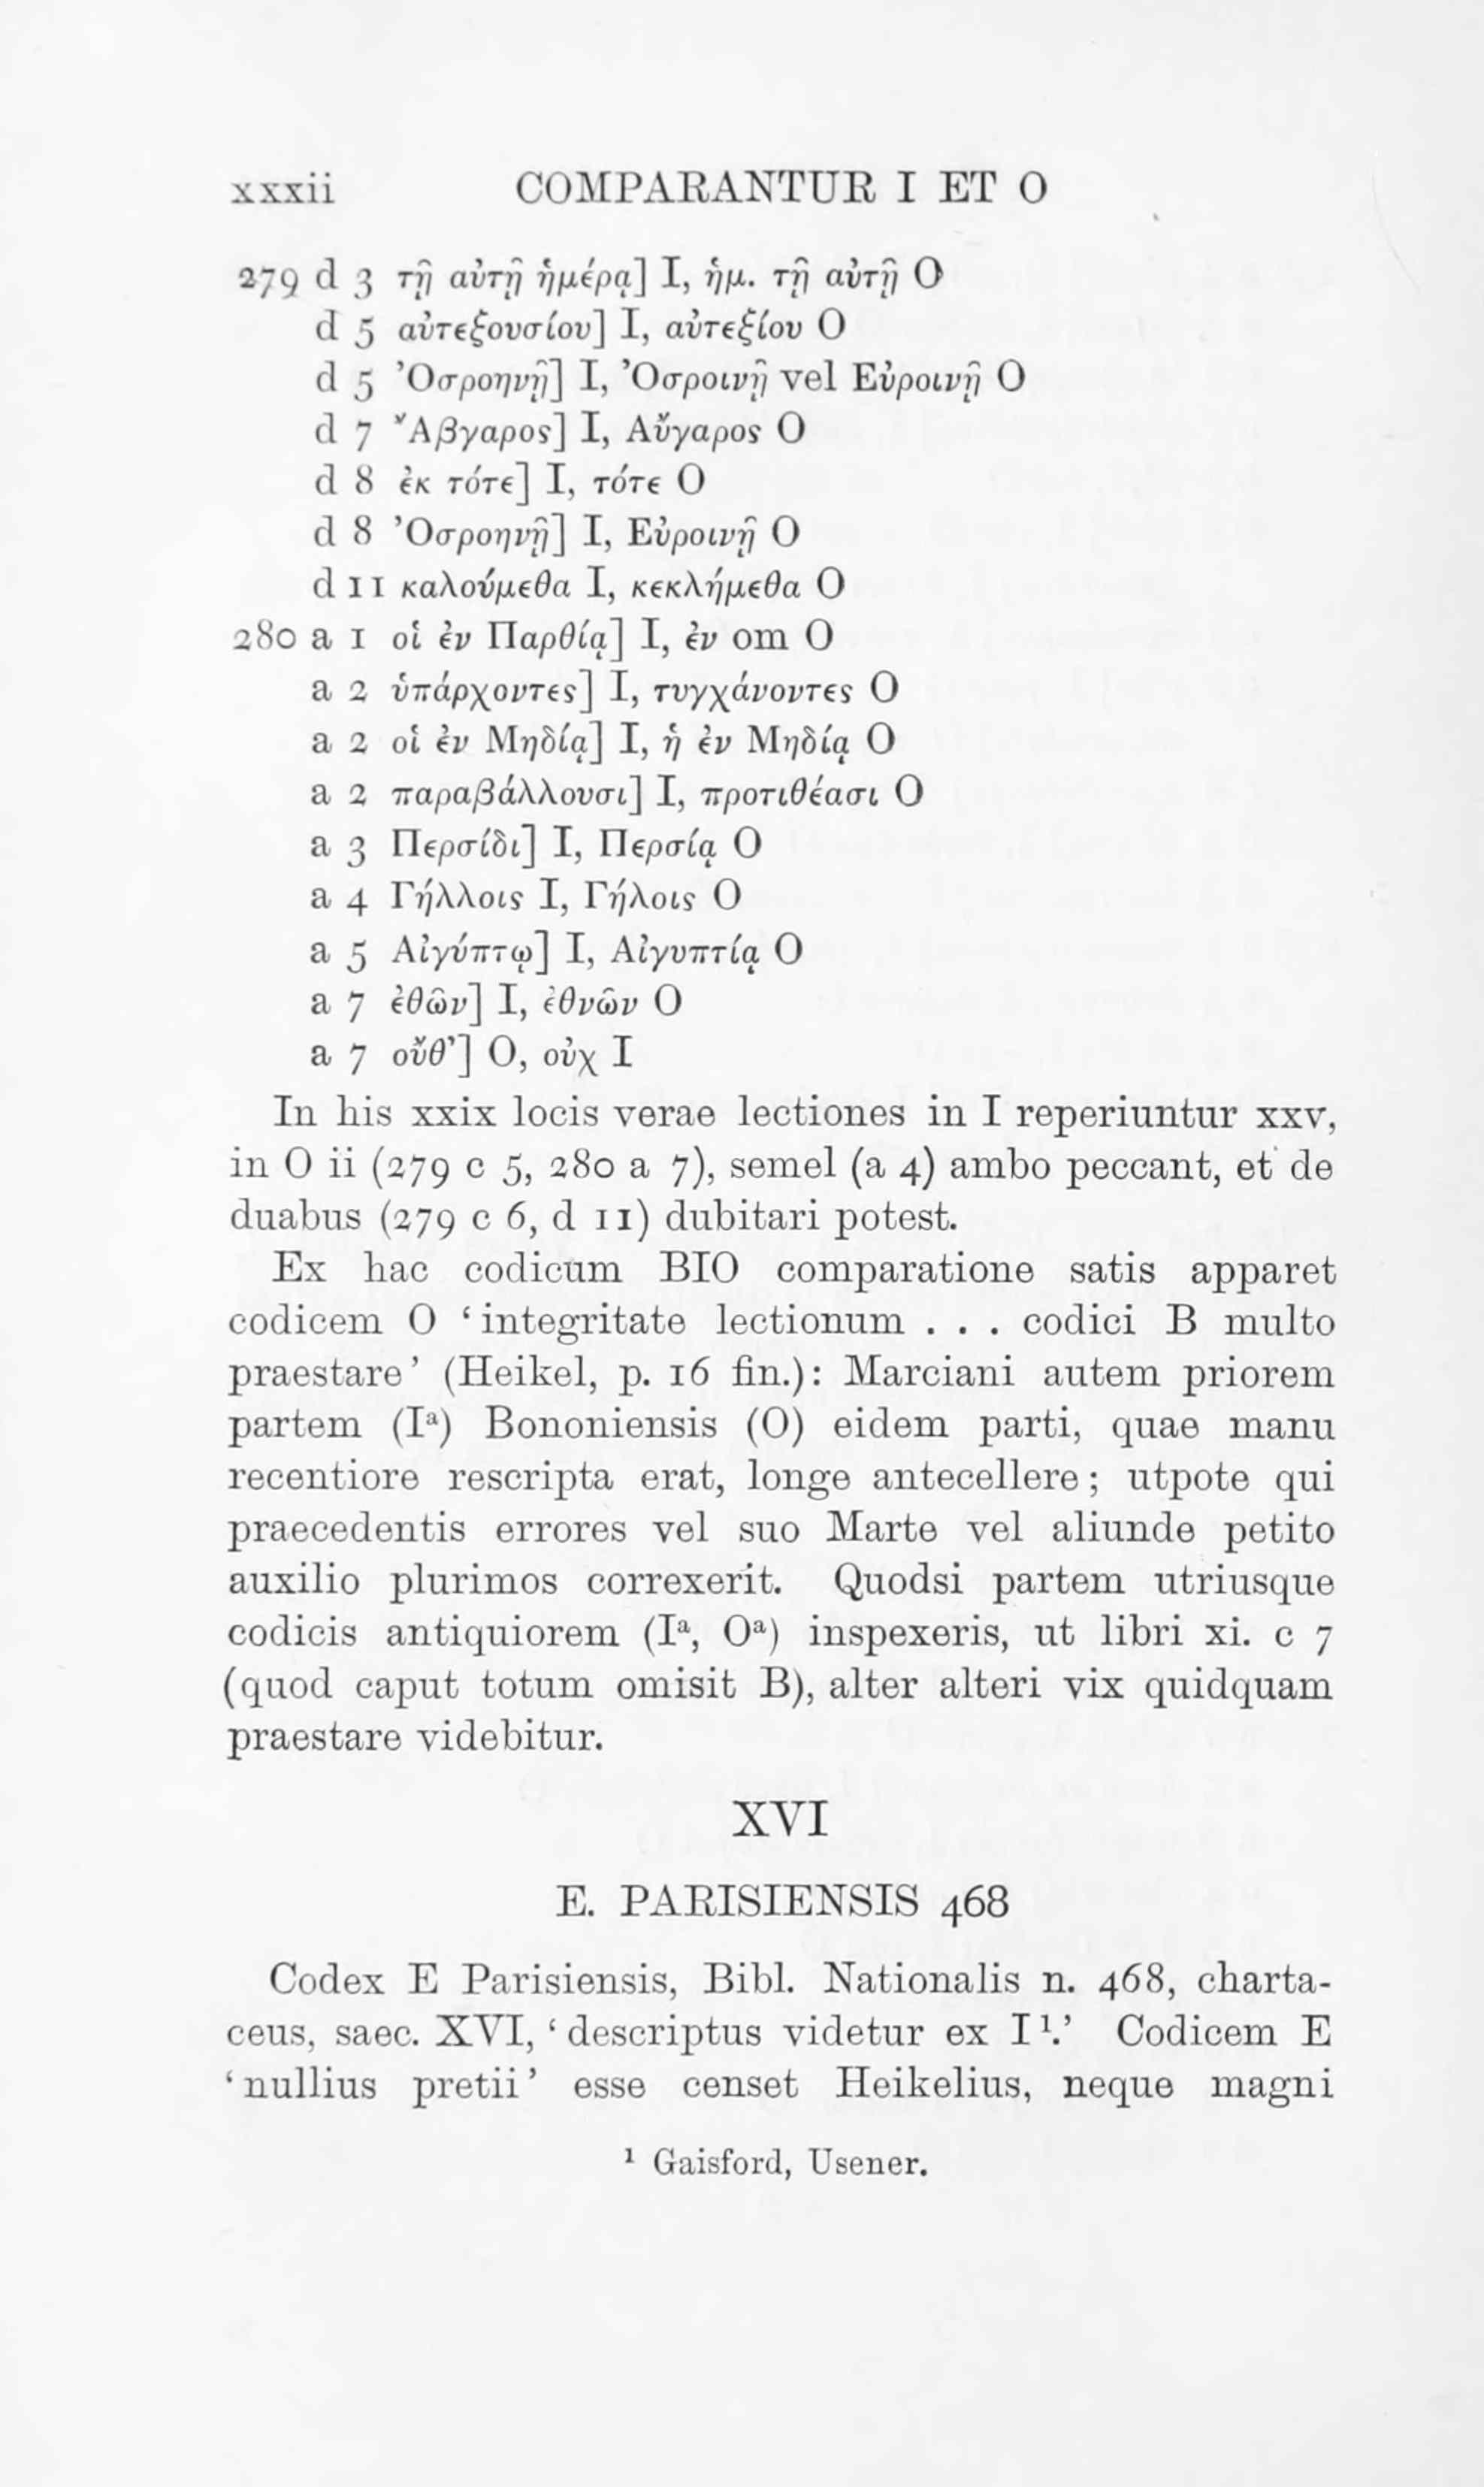 xxxii COMPARANTUR I ET O
279 d 3 τῇ αὐτῇ ἡμέρᾳ] I, ἡμ. τῇ αὐτῇ O
d 5 αὐτεξουσίου] I, αὐτεξίου O
d 5 Ὀσροηνῇ] I, Ὀσροινῇ vel Εὐροινῇ O
d 7 Ἄβγαρος] I, Αὔγαρος O
d 8 ἐκ τότε] I, τότε O
d 8 Ὀσροηνῇ] I, Εὐροινῇ O
d 11 καλούμεθα I, κεκλήμεθα O
280 a 1 οἱ ἐν Παρθίᾳ] I, ἐν om O
a 2 ὑπάρχοντες] I, τυγχάνοντες O
a 2 οἱ ἐν Μηδίᾳ] I, ἡ ἐν Μηδίᾳ O
a 2 παραβάλλουσι] I, προτιθέασι O
a 3 Περσίδι] I, Περσίᾳ O
a 4 Γήλλοις I, Γήλοις O
a 5 Αἰγύπτῳ] I, Αἰγυπτίᾳ O
a 7 ἐθῶν] I, ἐθνῶν O
a 7 οὔθ’] O, οὐχ I
In his xxix locis verae lectiones in I reperiuntur xxv,
in O ii (279 c 5, 280 a 7), semel (a 4) ambo peccant, et de
duabus (279 c 6, d 11) dubitari potest.
Ex hac codicum BIO comparatione satis apparet
codicem O ‘integritate lectionum . . . codici B multo
praestare’ (Heikel, p. 16 fin.): Marciani autem priorem
partem (Iª) Bononiensis (O) eidem parti, quae manu
recentiore rescripta erat, longe antecellere; utpote qui
praecedentis errores vel suo Marte vel aliunde petito
auxilio plurimos correxerit. Quodsi partem utriusque
codicis antiquiorem (Iª, Oª) inspexeris, ut libri xi. c 7
(quod caput totum omisit B), alter alteri vix quidquam
praestare videbitur.
XVI
E. PARISIENSIS 468
Codex E Parisiensis, Bibl. Nationalis n. 468, charta-
ceus, saec. XVI, ‘descriptus videtur ex I¹.’ Codicem E
‘nullius pretii’ esse censet Heikelius, neque magni
¹ Gaisford, Usener.